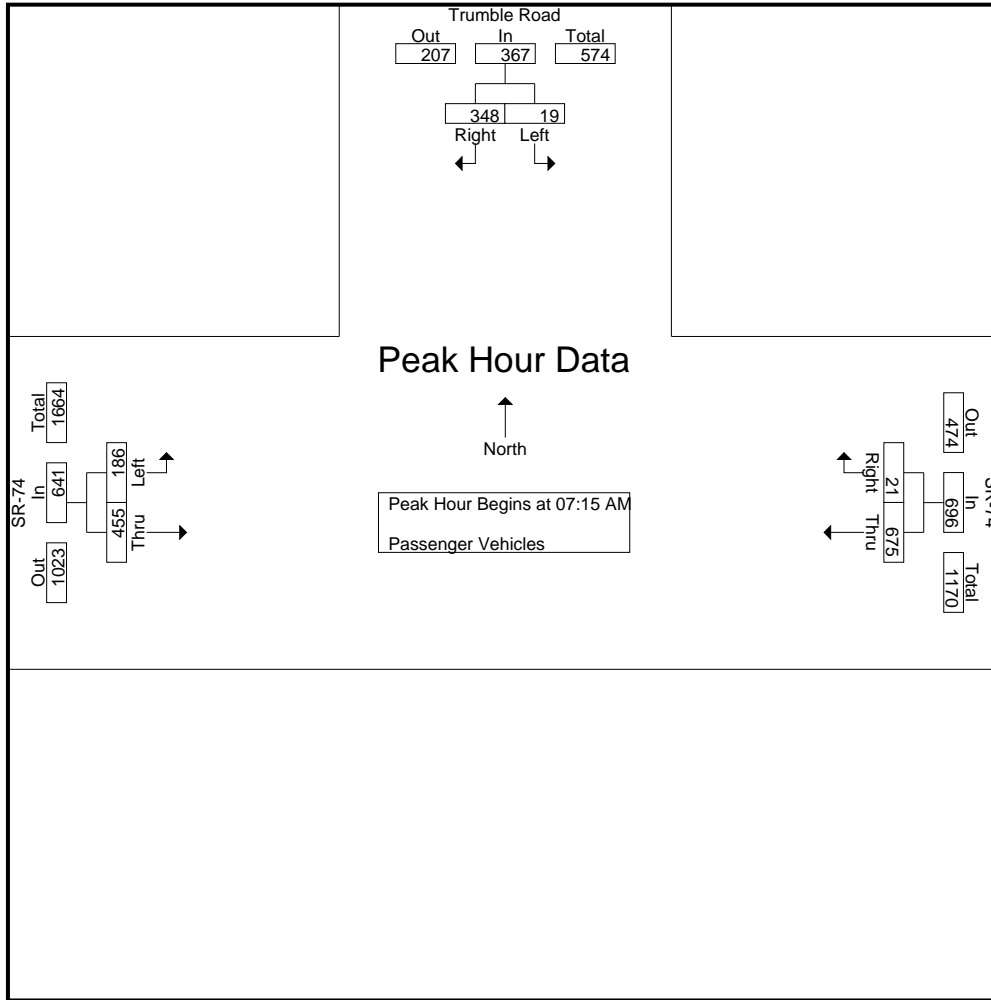 Trumble Road
Out In Total
207 367 574
348 19
Right Left
Peak Hour Data
North
Peak Hour Begins at 07:15 AM
Passenger Vehicles
SR-74
Total In Out
1664 641 1023
186 455
Left Thru
SR-74
Out In Total
474 696 1170
21 675
Right Thru